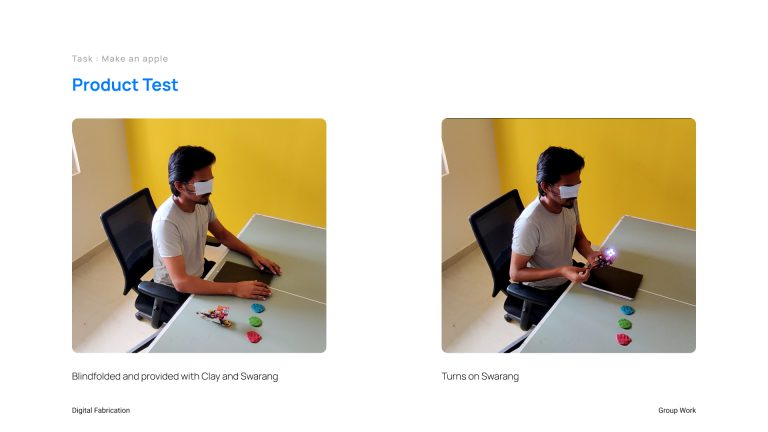 Task : Make an apple
Product Test
Blindfolded and provided with Clay and Swarang
Turns on Swarang
Digital Fabrication
Group Work